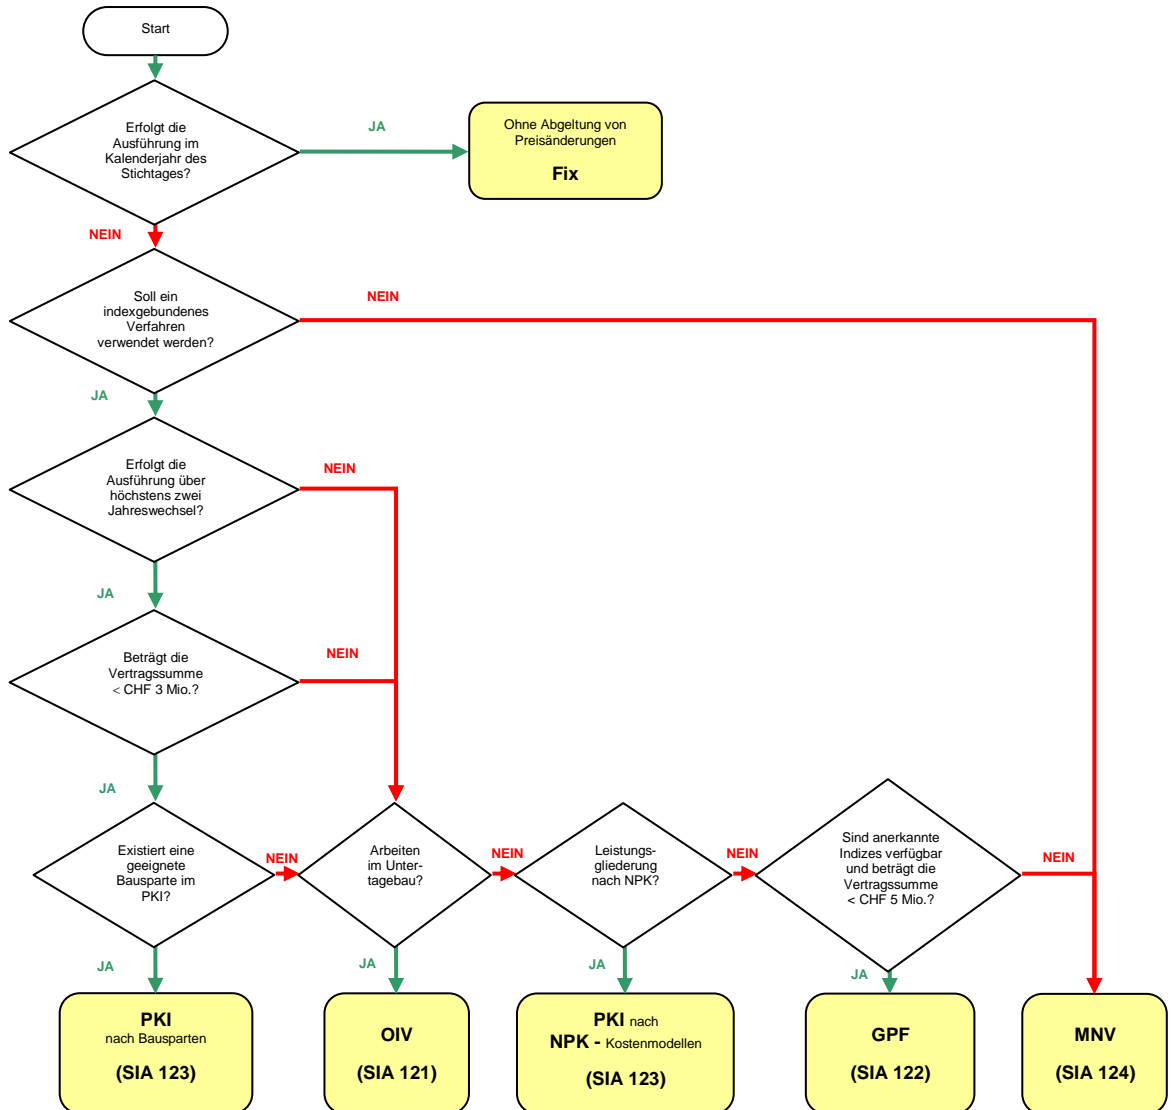 Start
Erfolgt die
Ausführung im
Kalenderjahr des
Stichtages?
JA
Ohne Abgeltung von
Preisänderungen
Fix
NEIN
Soll ein
indexgebundenes
Verfahren
verwendet werden?
NEIN
JA
Erfolgt die
Ausführung über
höchstens zwei
Jahreswechsel?
NEIN
JA
Beträgt die
Vertragssumme
< CHF 3 Mio.?
NEIN
JA
Existiert eine
geeignete
Bausparte im
PKI?
NEIN
Arbeiten
im Unter-
tagebau?
NEIN
Leistungs-
gliederung
nach NPK?
NEIN
Sind anerkannte
Indizes verfügbar
und beträgt die
Vertragssumme
< CHF 5 Mio.?
NEIN
JA
JA
JA
JA
PKI
nach Bausparten
(SIA 123)
OIV
(SIA 121)
PKI nach
NPK - Kostenmodellen
(SIA 123)
GPF
(SIA 122)
MNV
(SIA 124)